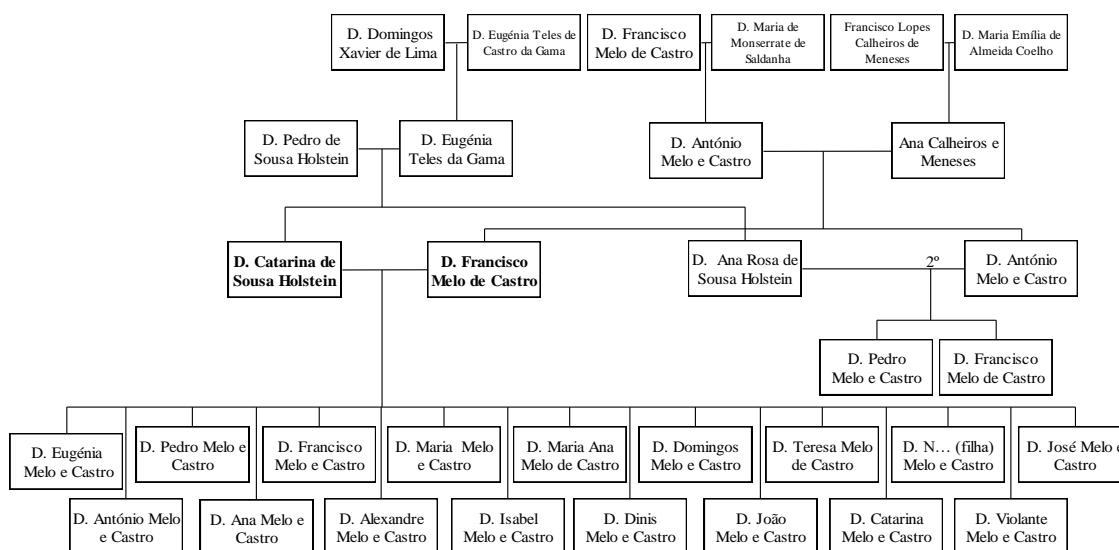 D. Domingos
Xavier de Lima
D. Eugénia Teles de
Castro da Gama
D. Francisco
Melo de Castro
D. Maria de
Monserrate de
Saldanha
Francisco Lopes
Calheiros de
Meneses
D. Maria Emília de
Almeida Coelho
D. Pedro de
Sousa Holstein
D. Eugénia
Teles da Gama
D. António
Melo e Castro
Ana Calheiros e
Meneses
D. Catarina de
Sousa Holstein
D. Francisco
Melo de Castro
D. Ana Rosa de
Sousa Holstein
2º
D. António
Melo e Castro
D. Pedro
Melo e Castro
D. Francisco
Melo de Castro
D. Eugénia
Melo e Castro
D. Pedro Melo e
Castro
D. Francisco
Melo e Castro
D. Maria Melo
e Castro
D. Maria Ana
Melo de Castro
D. Domingos
Melo e Castro
D. Teresa Melo
de Castro
D. N… (filha)
Melo e Castro
D. José Melo e
Castro
D. António Melo
e Castro
D. Ana Melo e
Castro
D. Alexandre
Melo e Castro
D. Isabel
Melo e Castro
D. Dinis
Melo e Castro
D. João
Melo e Castro
D. Catarina
Melo e Castro
D. Violante
Melo e Castro